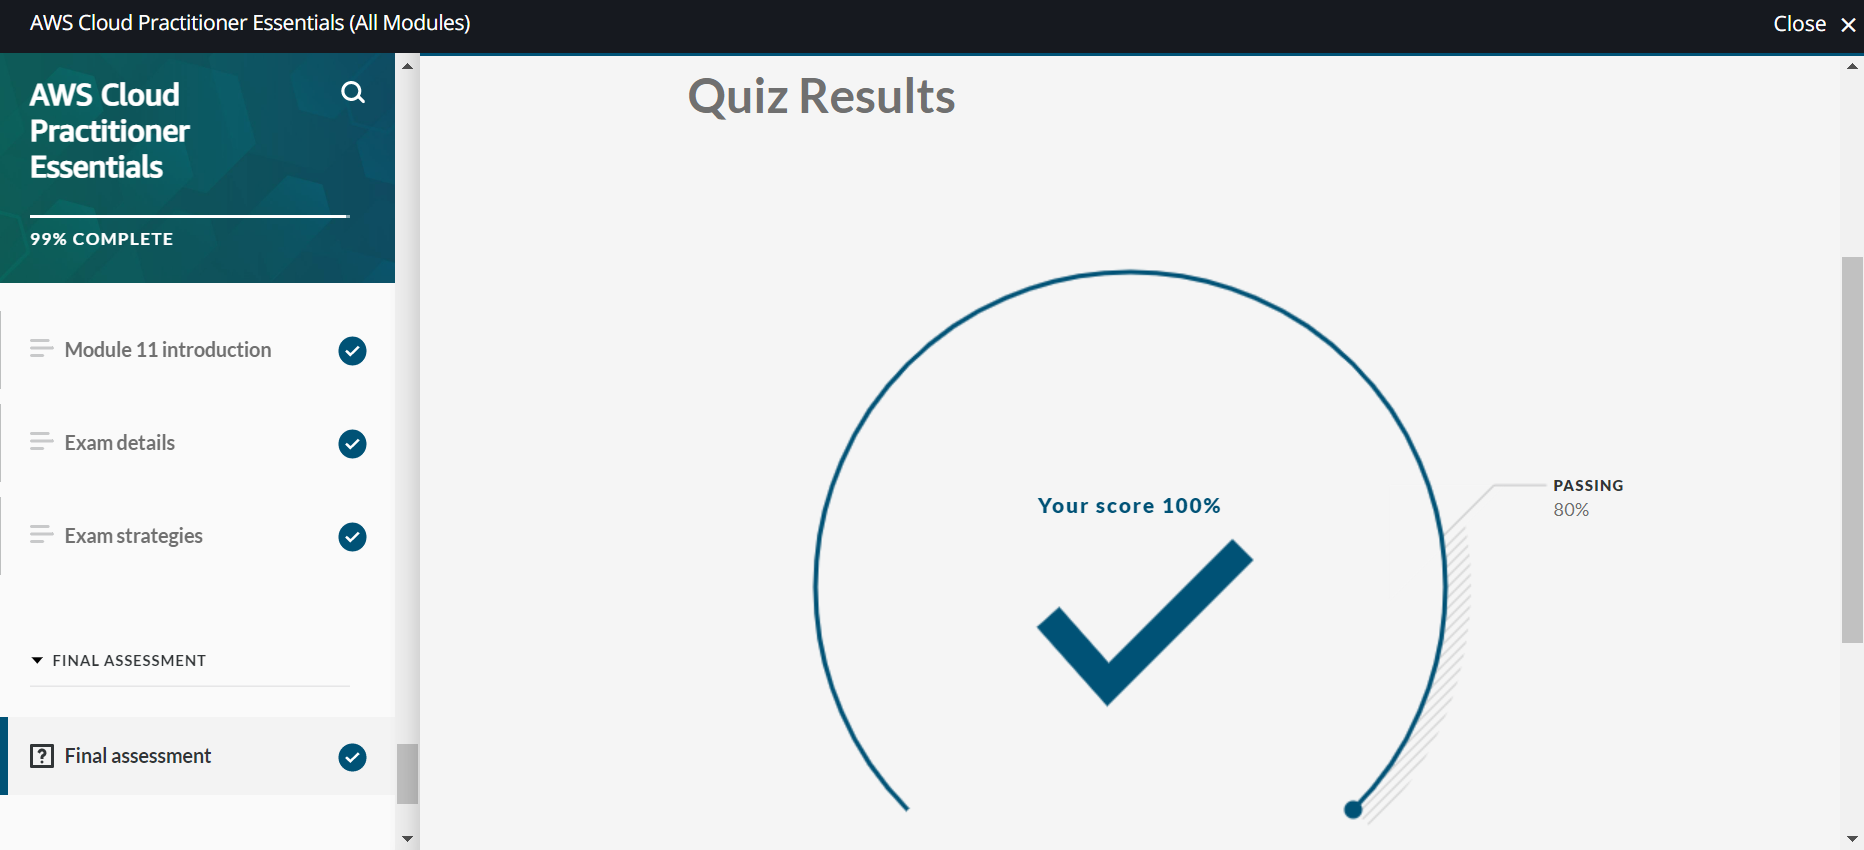 AWS Cloud Practitioner Essentials (All Modules)
Close
AWS Cloud
Practitioner
Essentials
99% COMPLETE
Module 11 introduction
Exam details
Exam strategies
FINAL ASSESSMENT
Final assessment
Quiz Results
Your score 100%
PASSING
80%